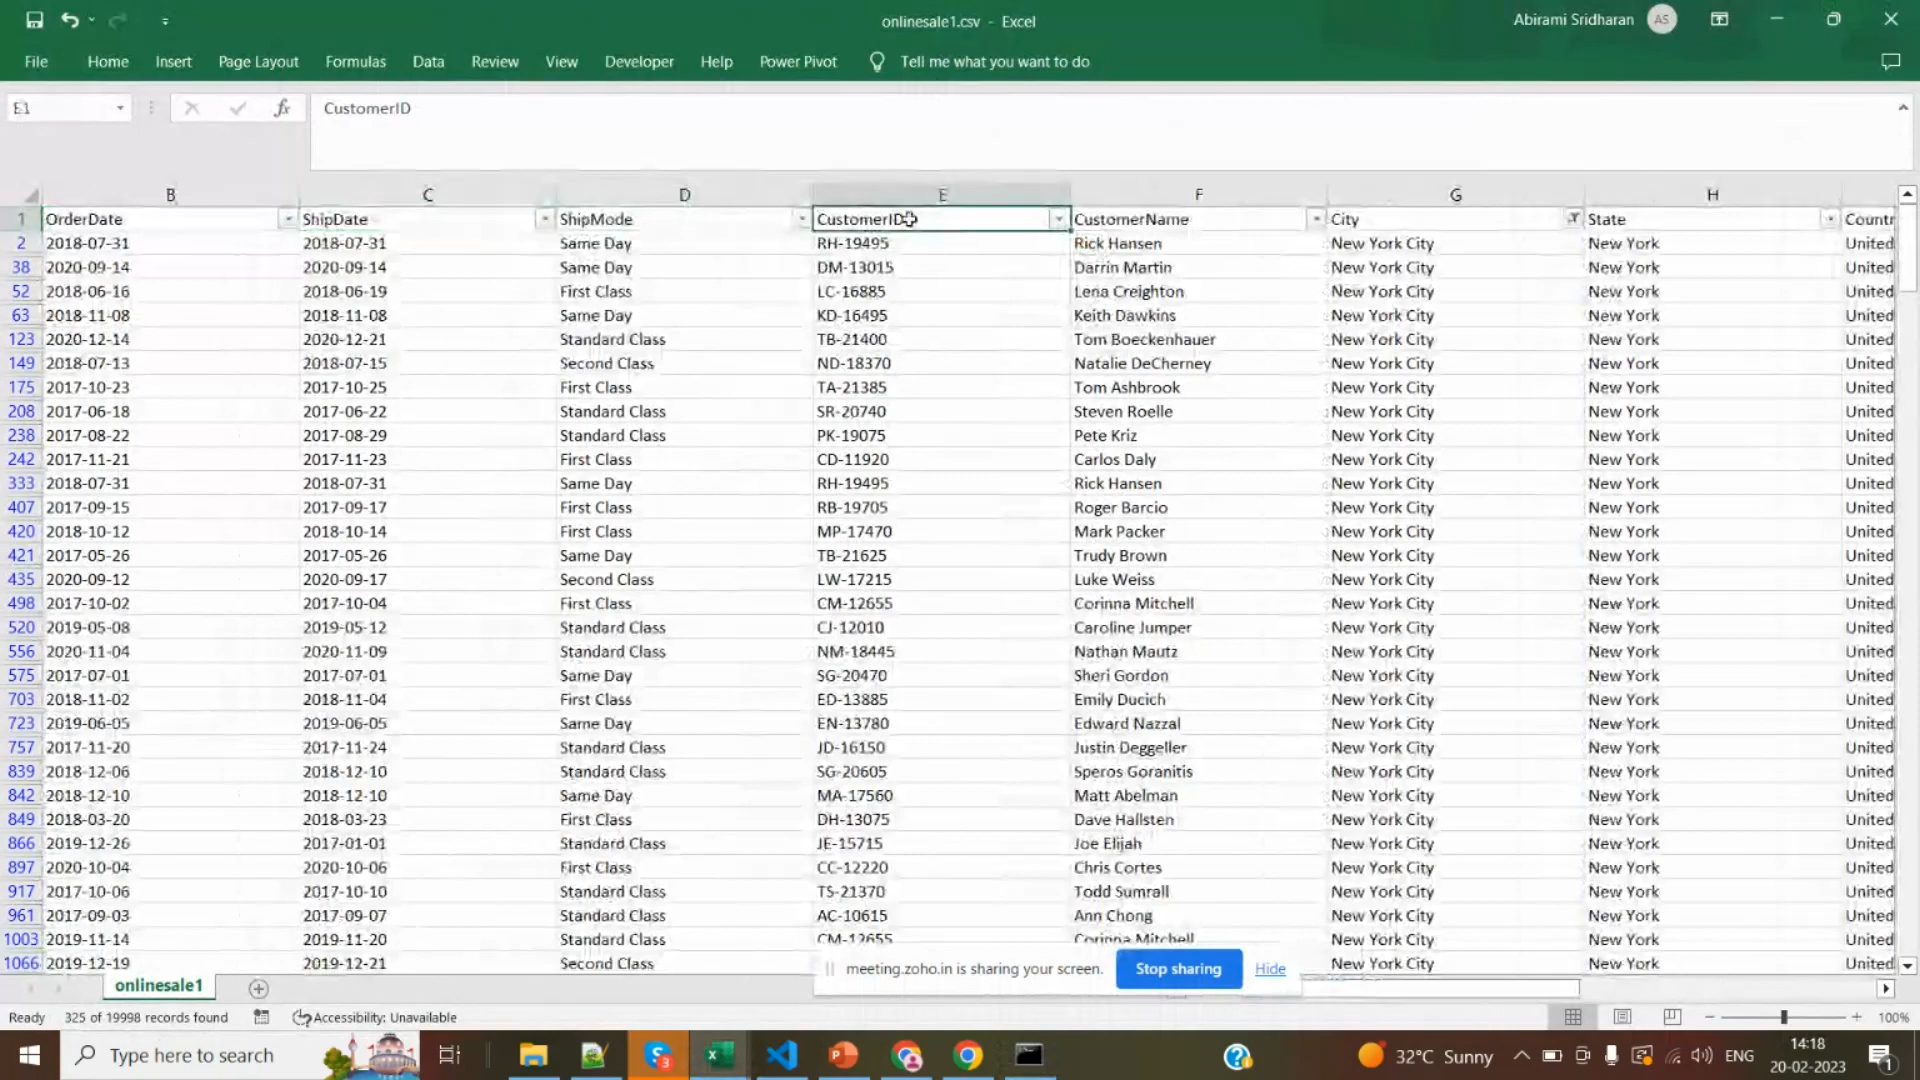 onlinesale1.csv - Excel
Abirami Sridharan AS
File Home Insert Page Layout Formulas Data Review View Developer Help Power Pivot Tell me what you want to do
E1 fx CustomerID
B C D E F G H
1 OrderDate ShipDate ShipMode CustomerID CustomerName City State Countr
2 2018-07-31 2018-07-31 Same Day RH-19495 Rick Hansen New York City New York United
38 2020-09-14 2020-09-14 Same Day DM-13015 Darrin Martin New York City New York United
52 2018-06-16 2018-06-19 First Class LC-16885 Lena Creighton New York City New York United
63 2018-11-08 2018-11-08 Same Day KD-16495 Keith Dawkins New York City New York United
123 2020-12-14 2020-12-21 Standard Class TB-21400 Tom Boeckenhauer New York City New York United
149 2018-07-13 2018-07-15 Second Class ND-18370 Natalie DeCherney New York City New York United
175 2017-10-23 2017-10-25 First Class TA-21385 Tom Ashbrook New York City New York United
208 2017-06-18 2017-06-22 Standard Class SR-20740 Steven Roelle New York City New York United
238 2017-08-22 2017-08-29 Standard Class PK-19075 Pete Kriz New York City New York United
242 2017-11-21 2017-11-23 First Class CD-11920 Carlos Daly New York City New York United
333 2018-07-31 2018-07-31 Same Day RH-19495 Rick Hansen New York City New York United
407 2017-09-15 2017-09-17 First Class RB-19705 Roger Barcio New York City New York United
420 2018-10-12 2018-10-14 First Class MP-17470 Mark Packer New York City New York United
421 2017-05-26 2017-05-26 Same Day TB-21625 Trudy Brown New York City New York United
435 2020-09-12 2020-09-17 Second Class LW-17215 Luke Weiss New York City New York United
498 2017-10-02 2017-10-04 First Class CM-12655 Corinna Mitchell New York City New York United
520 2019-05-08 2019-05-12 Standard Class CJ-12010 Caroline Jumper New York City New York United
556 2020-11-04 2020-11-09 Standard Class NM-18445 Nathan Mautz New York City New York United
575 2017-07-01 2017-07-01 Same Day SG-20470 Sheri Gordon New York City New York United
703 2018-11-02 2018-11-04 First Class ED-13885 Emily Ducich New York City New York United
723 2019-06-05 2019-06-05 Same Day EN-13780 Edward Nazzal New York City New York United
757 2017-11-20 2017-11-24 Standard Class JD-16150 Justin Deggeller New York City New York United
839 2018-12-06 2018-12-10 Standard Class SG-20605 Speros Goranitis New York City New York United
842 2018-12-10 2018-12-10 Same Day MA-17560 Matt Abelman New York City New York United
849 2018-03-20 2018-03-23 First Class DH-13075 Dave Hallsten New York City New York United
866 2019-12-26 2017-01-01 Standard Class JE-15715 Joe Elijah New York City New York United
897 2020-10-04 2020-10-06 First Class CC-12220 Chris Cortes New York City New York United
917 2017-10-06 2017-10-10 Standard Class TS-21370 Todd Sumrall New York City New York United
961 2017-09-03 2017-09-07 Standard Class AC-10615 Ann Chong New York City New York United
1003 2019-11-14 2019-11-20 Standard Class CM-12655 Corinna Mitchell New York City New York United
1066 2019-12-19 2019-12-21 Second Class New York City New York United
meeting.zoho.in is sharing your screen. Stop sharing Hide
onlinesale1
Ready 325 of 19998 records found Accessibility: Unavailable 100%
Type here to search 3 32°C Sunny ENG 14:18
20-02-2023 1